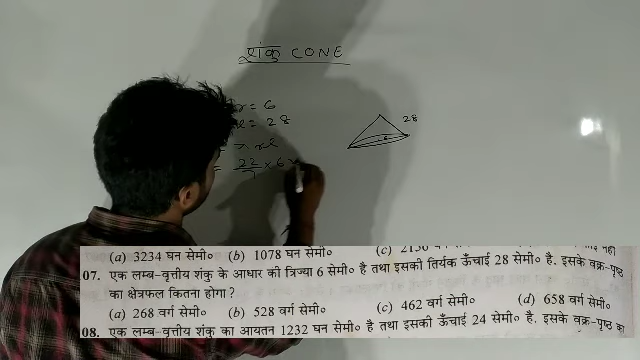 शंकु CONE
r = 6
l = 28
28
6
= π r l
= 22/7 × 6 ×
(a) 3234 घन सेमी० (b) 1078 घन सेमी० (c)
07. एक लम्ब-वृत्तीय शंकु के आधार की त्रिज्या 6 सेमी० है तथा इसकी तिर्यक ऊँचाई 28 सेमी० है. इसके वक्र-पृष्ठ
का क्षेत्रफल कितना होगा ?
(a) 268 वर्ग सेमी० (b) 528 वर्ग सेमी० (c) 462 वर्ग सेमी० (d) 658 वर्ग सेमी०
08. एक लम्ब-वृत्तीय शंकु का आयतन 1232 घन सेमी० है तथा इसकी ऊँचाई 24 सेमी० है. इसके वक्र-पृष्ठ का